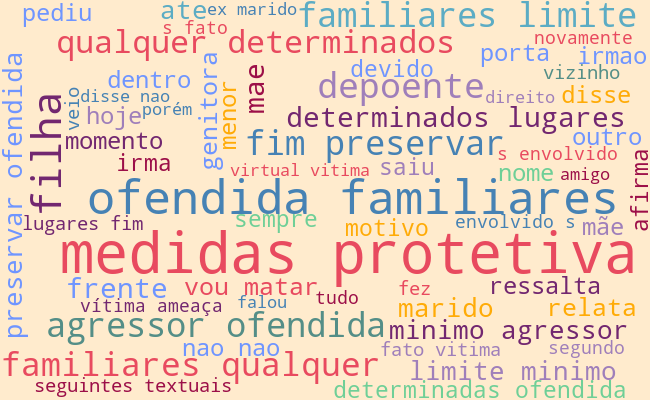 pediu
ate
ex marido
s fato
familiares limite
qualquer determinados
novamente
porta
irmao
devido
vizinho
dentro
disse nao
porém
veio
hoje
filha
preservar ofendida
genitora
menor
mae
depoente
direito
disse
determinados lugares
outro
momento
irma
fim preservar
s envolvido
virtual vitima
saiu
nome
amigo
afirma
ofendida familiares
lugares fim
sempre
motivo
envolvido s
mãe
medidas protetiva
frente
vou matar
fez
ressalta
vítima ameaça
falou
tudo
marido
relata
agressor ofendida
minimo agressor
nao nao
fato vitima
segundo
familiares qualquer
limite minimo
seguintes textuais
determinadas ofendida